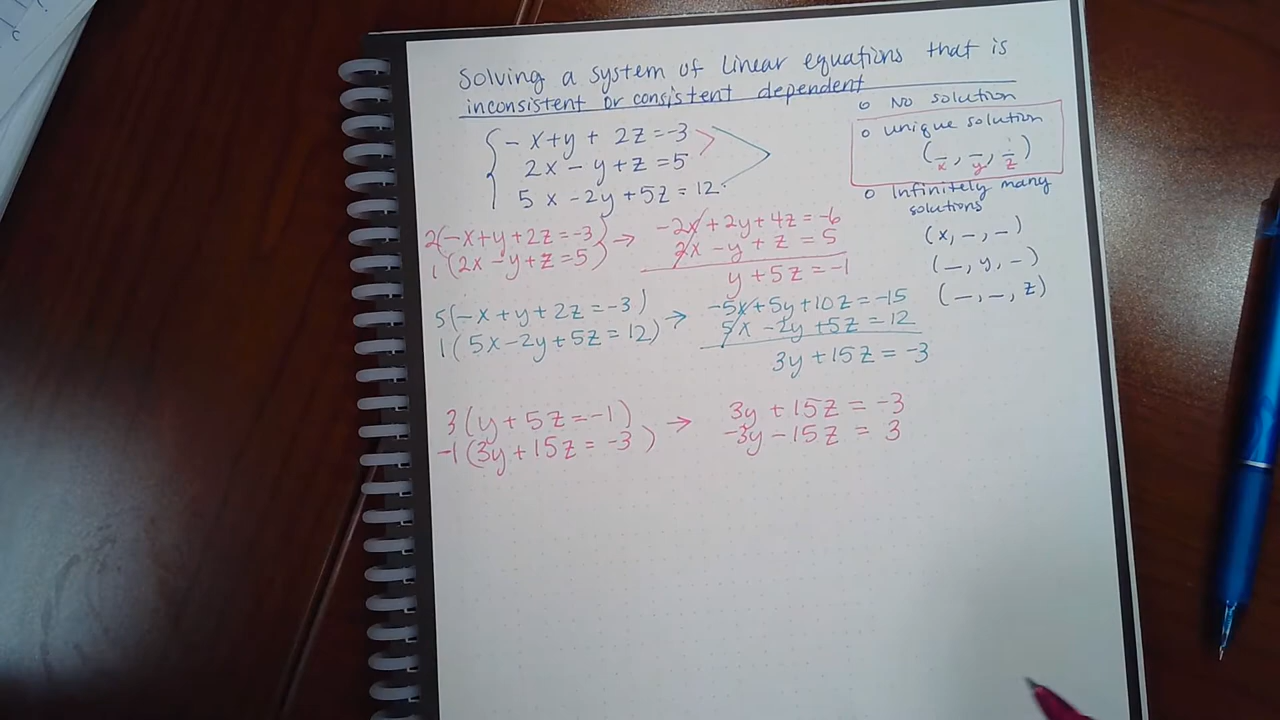 Solving a system of linear equations that is
inconsistent or consistent dependent
{ -x+y+ 2z=-3
2x-y+z=5
5x-2y+5z=12
o No solution
o unique solution
(_, _, _)
x y z
o Infinitely many
solutions
(x, -, -)
(_, y, -)
(_, _, z)
2(-x+y+2z=-3) → -2x+2y+4z=-6
1(2x-y+z=5) 2x-y+z=5
y+5z=-1
5(-x+y+2z=-3) → -5x+5y+10z=-15
1(5x-2y+5z=12) 5x-2y+5z=12
3y+15z=-3
3(y+5z=-1) → 3y+15z=-3
-1(3y+15z=-3) -3y-15z=3